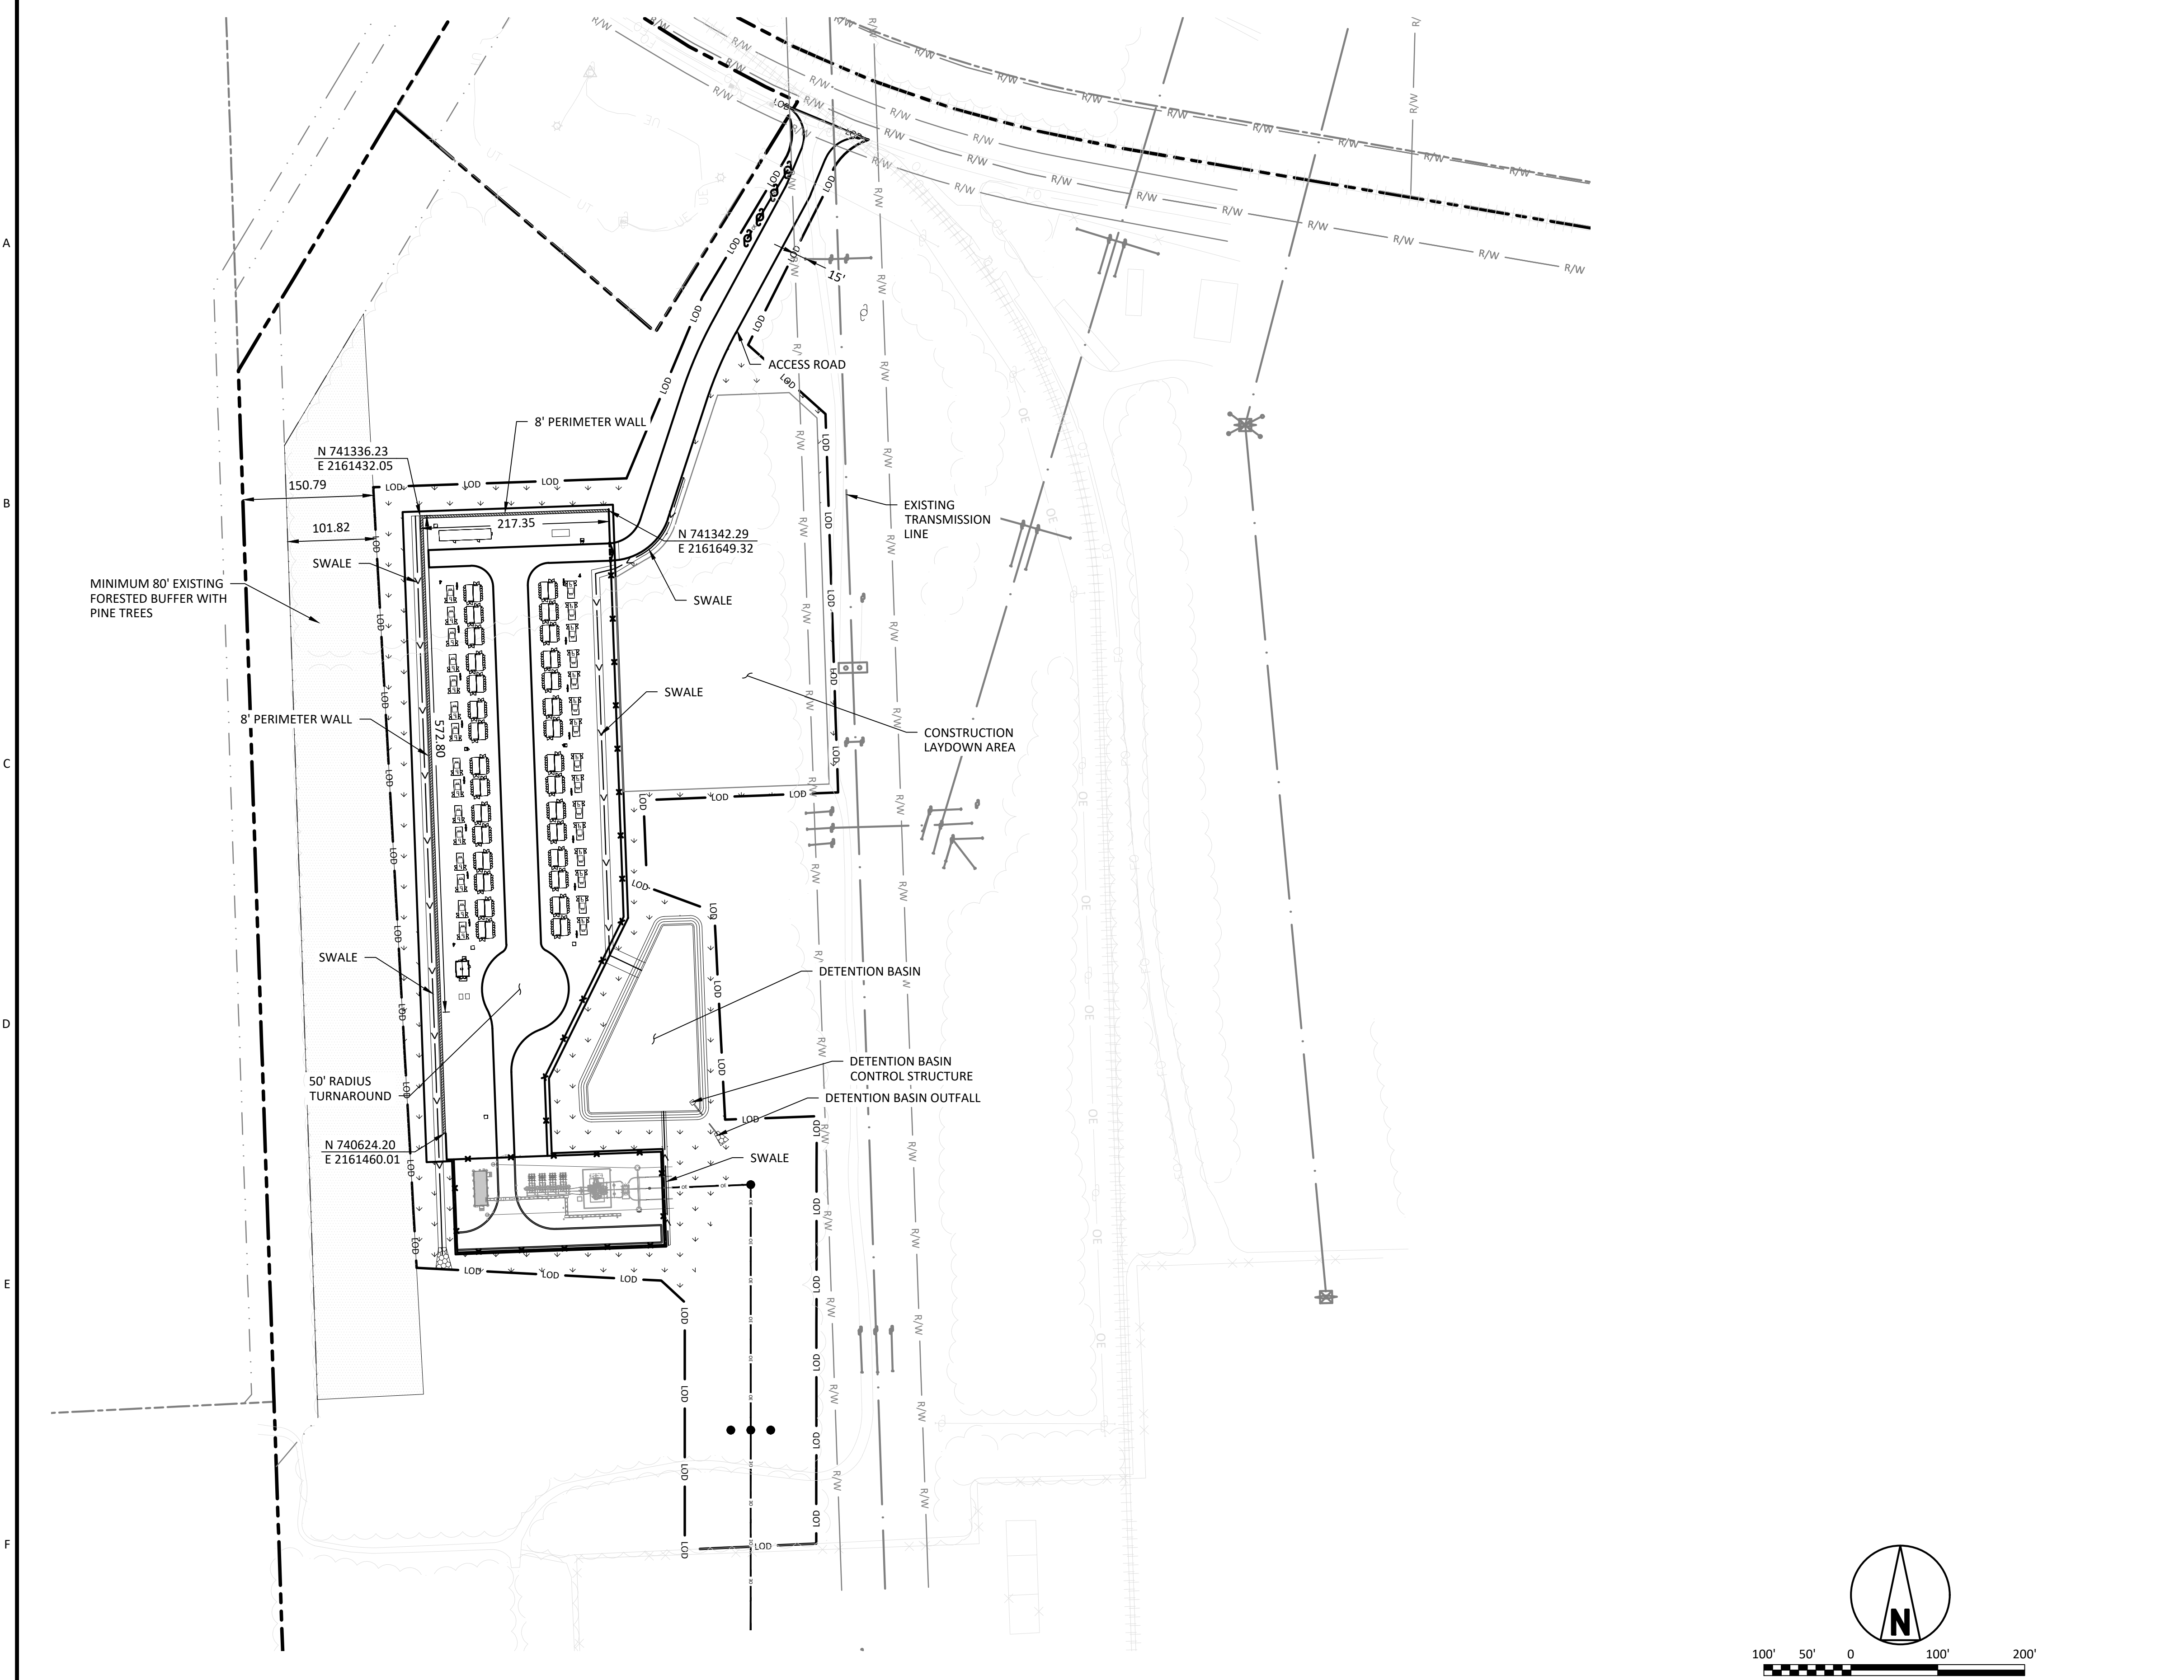 A
B
C
D
E
F
15'
ACCESS ROAD
8' PERIMETER WALL
N 741336.23
E 2161432.05
150.79
101.82
217.35
N 741342.29
E 2161649.32
EXISTING
TRANSMISSION
LINE
SWALE
MINIMUM 80' EXISTING
FORESTED BUFFER WITH
PINE TREES
SWALE
SWALE
8' PERIMETER WALL
572.80
CONSTRUCTION
LAYDOWN AREA
SWALE
DETENTION BASIN
50' RADIUS
TURNAROUND
DETENTION BASIN
CONTROL STRUCTURE
DETENTION BASIN OUTFALL
N 740624.20
E 2161460.01
SWALE
LOD
R/W
OE
UE
UT
N
100' 50' 0 100' 200'